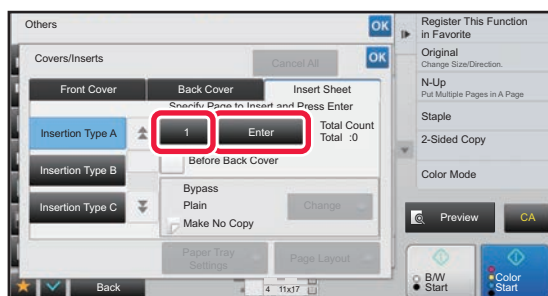 Others
OK
Covers/Inserts
Cancel All
OK
Front Cover
Back Cover
Insert Sheet
Specify Page to Insert and Press Enter
Insertion Type A
1
Enter
Total Count
Total :0
Before Back Cover
Insertion Type B
Insertion Type C
Bypass
Plain
Make No Copy
Change
Paper Tray
Settings
Page Layout
Back
4 11x17
Register This Function
in Favorite
Original
Change Size/Direction.
N-Up
Put Multiple Pages in A Page
Staple
2-Sided Copy
Color Mode
Preview
CA
B/W
Start
Color
Start